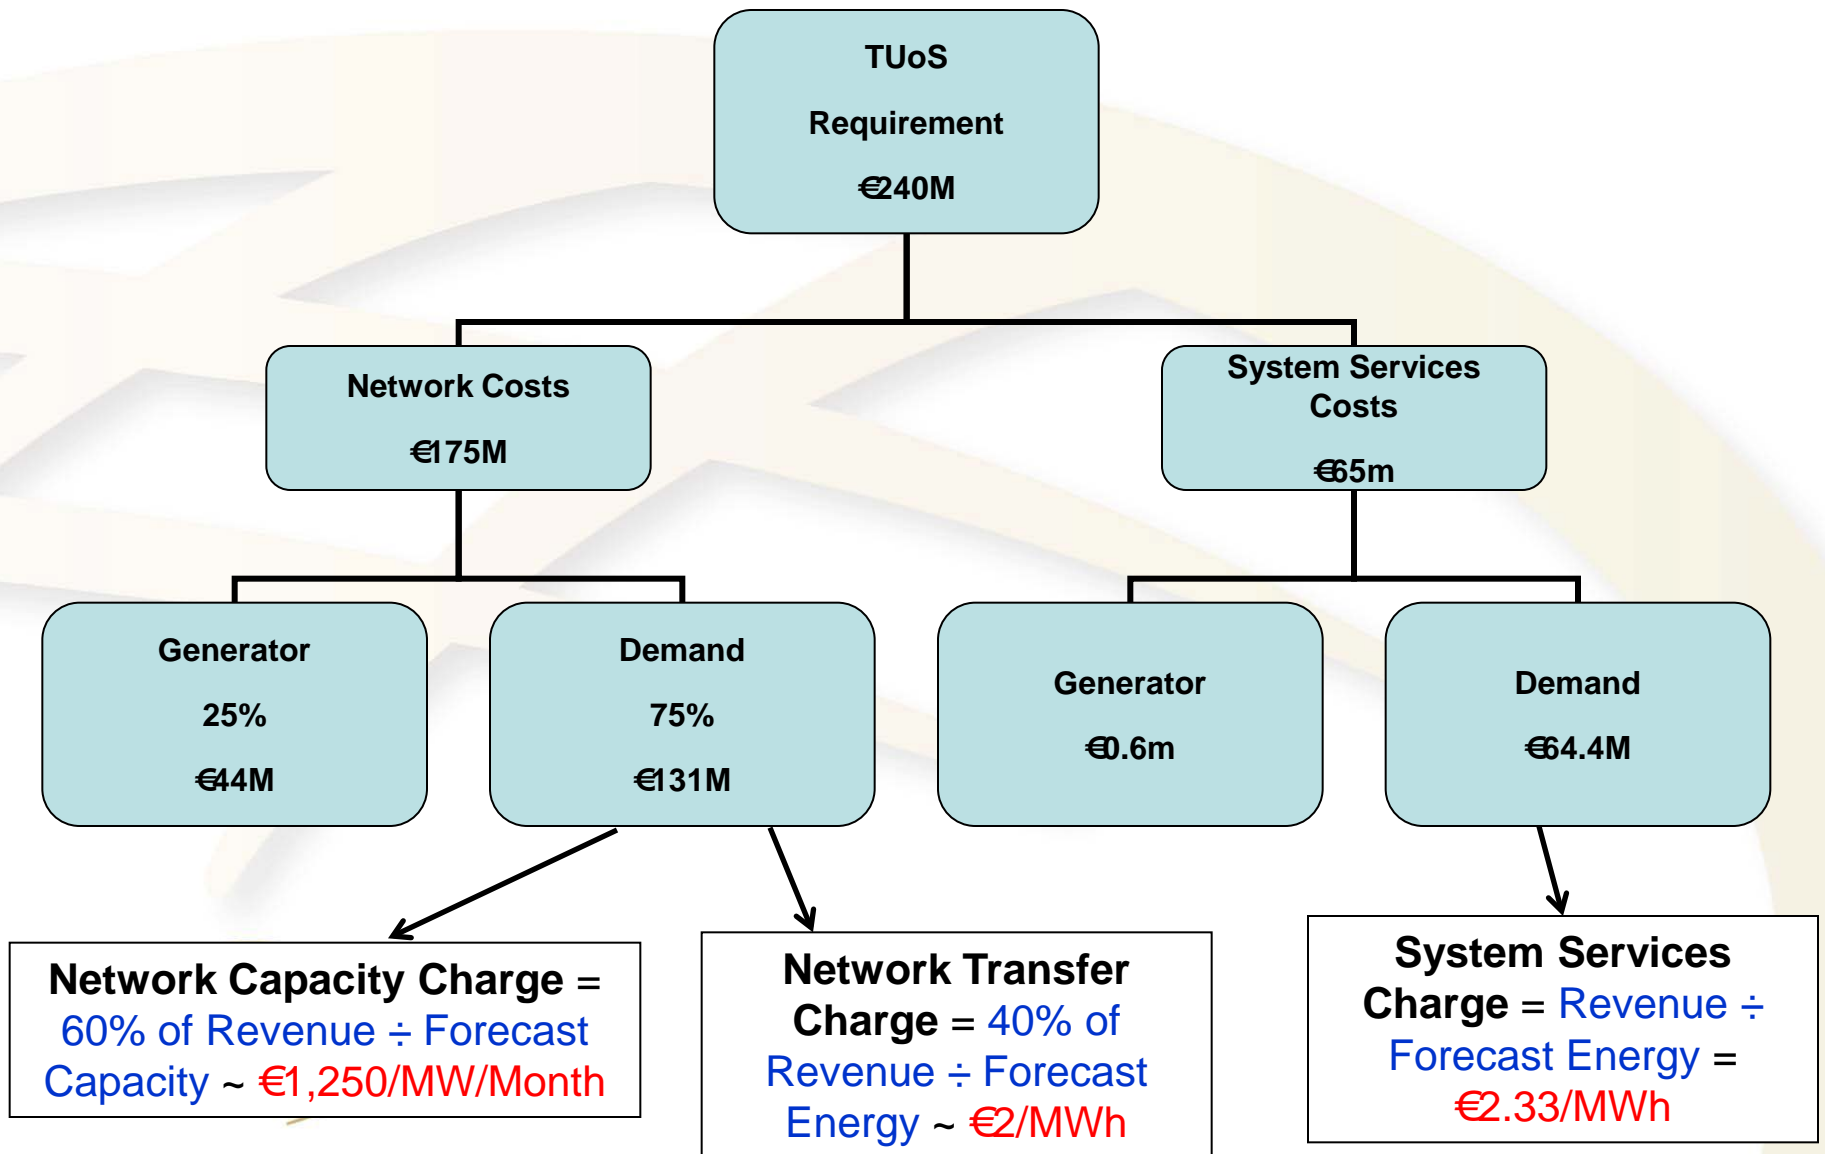 TUoS
Requirement
€240M
Network Costs
€175M
System Services
Costs
€65m
Generator
25%
€44M
Demand
75%
€131M
Generator
€0.6m
Demand
€64.4M
Network Capacity Charge =
60% of Revenue ÷ Forecast
Capacity ~ €1,250/MW/Month
Network Transfer
Charge = 40% of
Revenue ÷ Forecast
Energy ~ €2/MWh
System Services
Charge = Revenue ÷
Forecast Energy =
€2.33/MWh